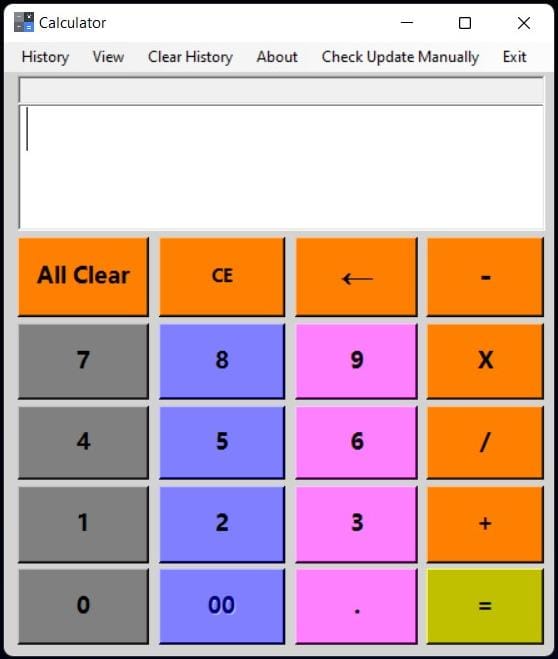 Calculator
History View Clear History About Check Update Manually Exit
All Clear CE ← -
7 8 9 X
4 5 6 /
1 2 3 +
0 00 . =